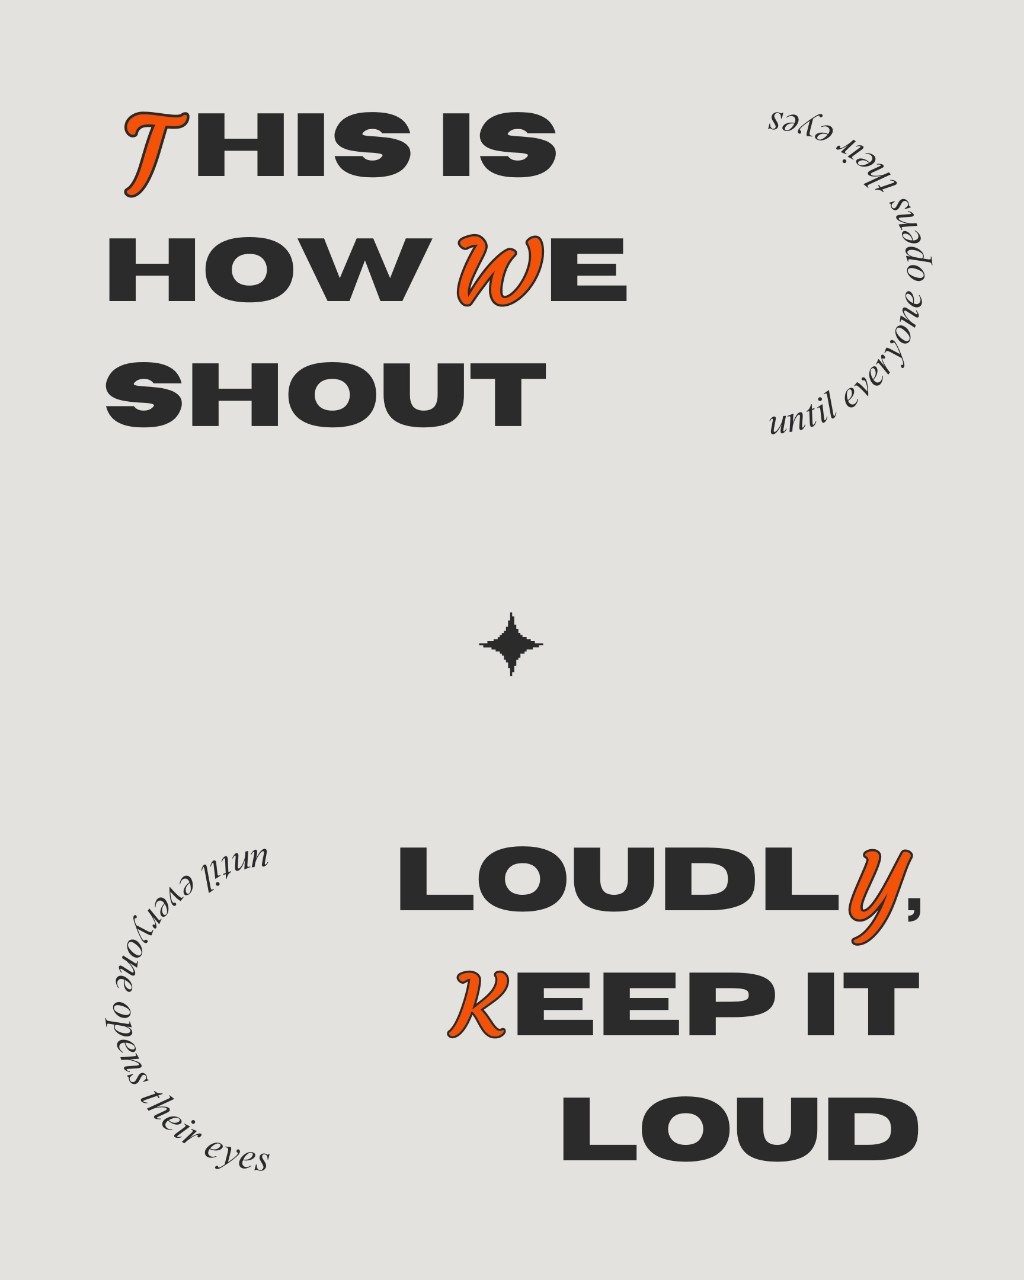 THIS IS
HOW WE
SHOUT
until everyone opens their eyes
LOUDLY,
KEEP IT
LOUD
until everyone opens their eyes